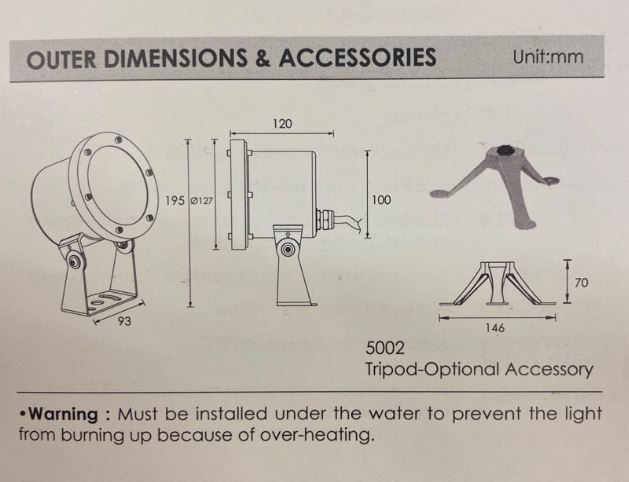 OUTER DIMENSIONS & ACCESSORIES Unit:mm
120
195 Ø127
100
93
70
146
5002
Tripod-Optional Accessory
•Warning : Must be installed under the water to prevent the light
from burning up because of over-heating.